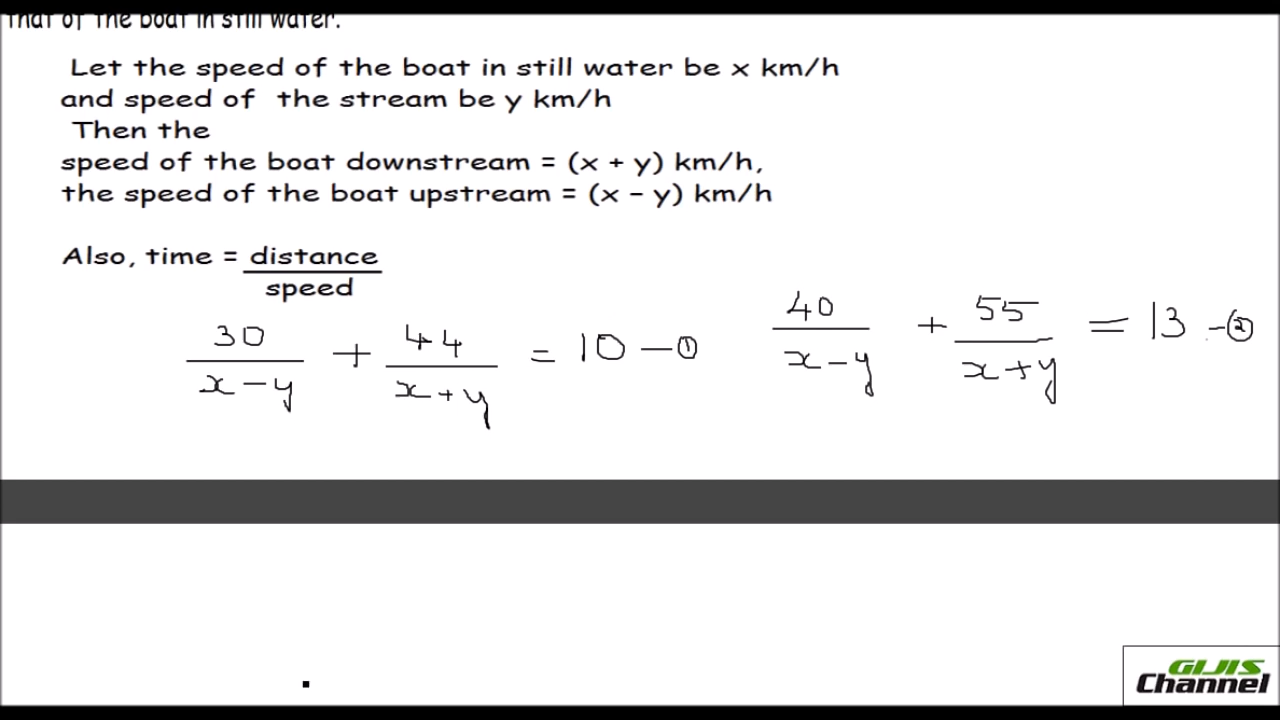 that of the boat in still water.
Let the speed of the boat in still water be x km/h
and speed of the stream be y km/h
Then the
speed of the boat downstream = (x + y) km/h,
the speed of the boat upstream = (x – y) km/h
Also, time = distance
speed
30/(x – y) + 44/(x + y) = 10 – ①
40/(x – y) + 55/(x + y) = 13 – ②
GIJIS
Channel